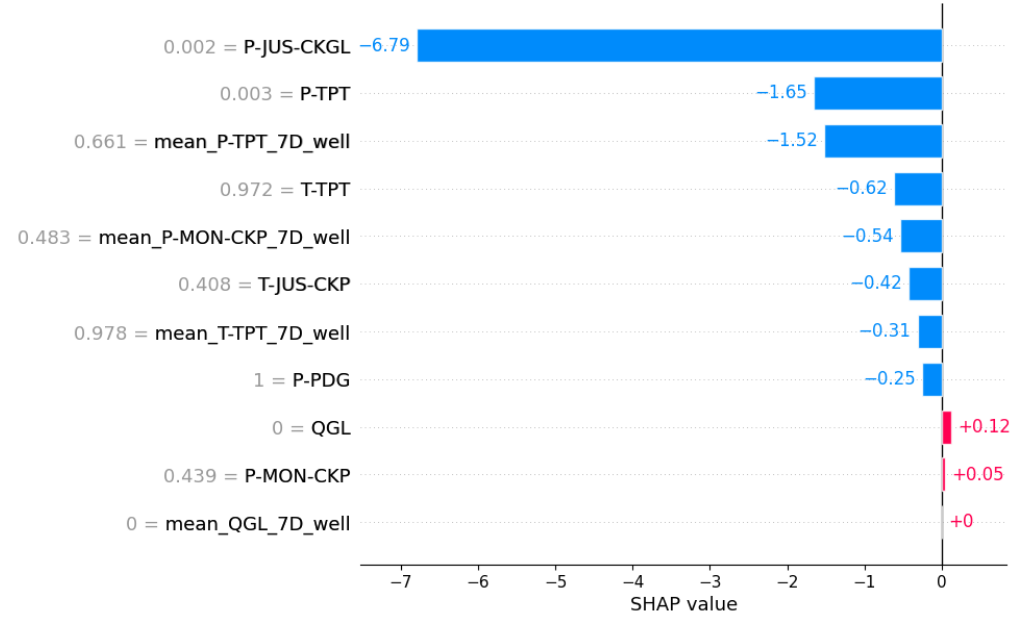 0.002 = P-JUS-CKGL −6.79
0.003 = P-TPT −1.65
0.661 = mean_P-TPT_7D_well −1.52
0.972 = T-TPT −0.62
0.483 = mean_P-MON-CKP_7D_well −0.54
0.408 = T-JUS-CKP −0.42
0.978 = mean_T-TPT_7D_well −0.31
1 = P-PDG −0.25
0 = QGL +0.12
0.439 = P-MON-CKP +0.05
0 = mean_QGL_7D_well +0
−7 −6 −5 −4 −3 −2 −1 0
SHAP value